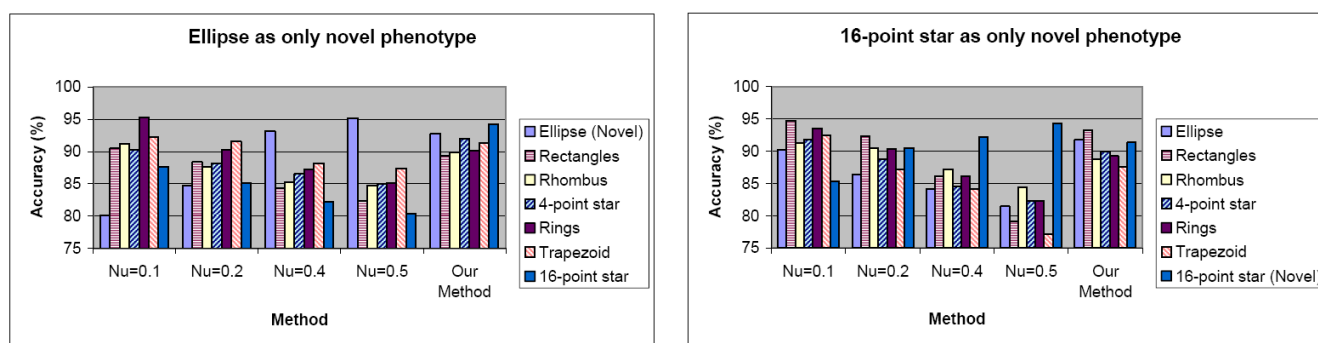 Ellipse as only novel phenotype
Accuracy (%)
100
95
90
85
80
75
Nu=0.1
Nu=0.2
Nu=0.4
Nu=0.5
Our
Method
Method
Ellipse (Novel)
Rectangles
Rhombus
4-point star
Rings
Trapezoid
16-point star
16-point star as only novel phenotype
Accuracy (%)
100
95
90
85
80
75
Nu=0.1
Nu=0.2
Nu=0.4
Nu=0.5
Our
Method
Method
Ellipse
Rectangles
Rhombus
4-point star
Rings
Trapezoid
16-point star (Novel)